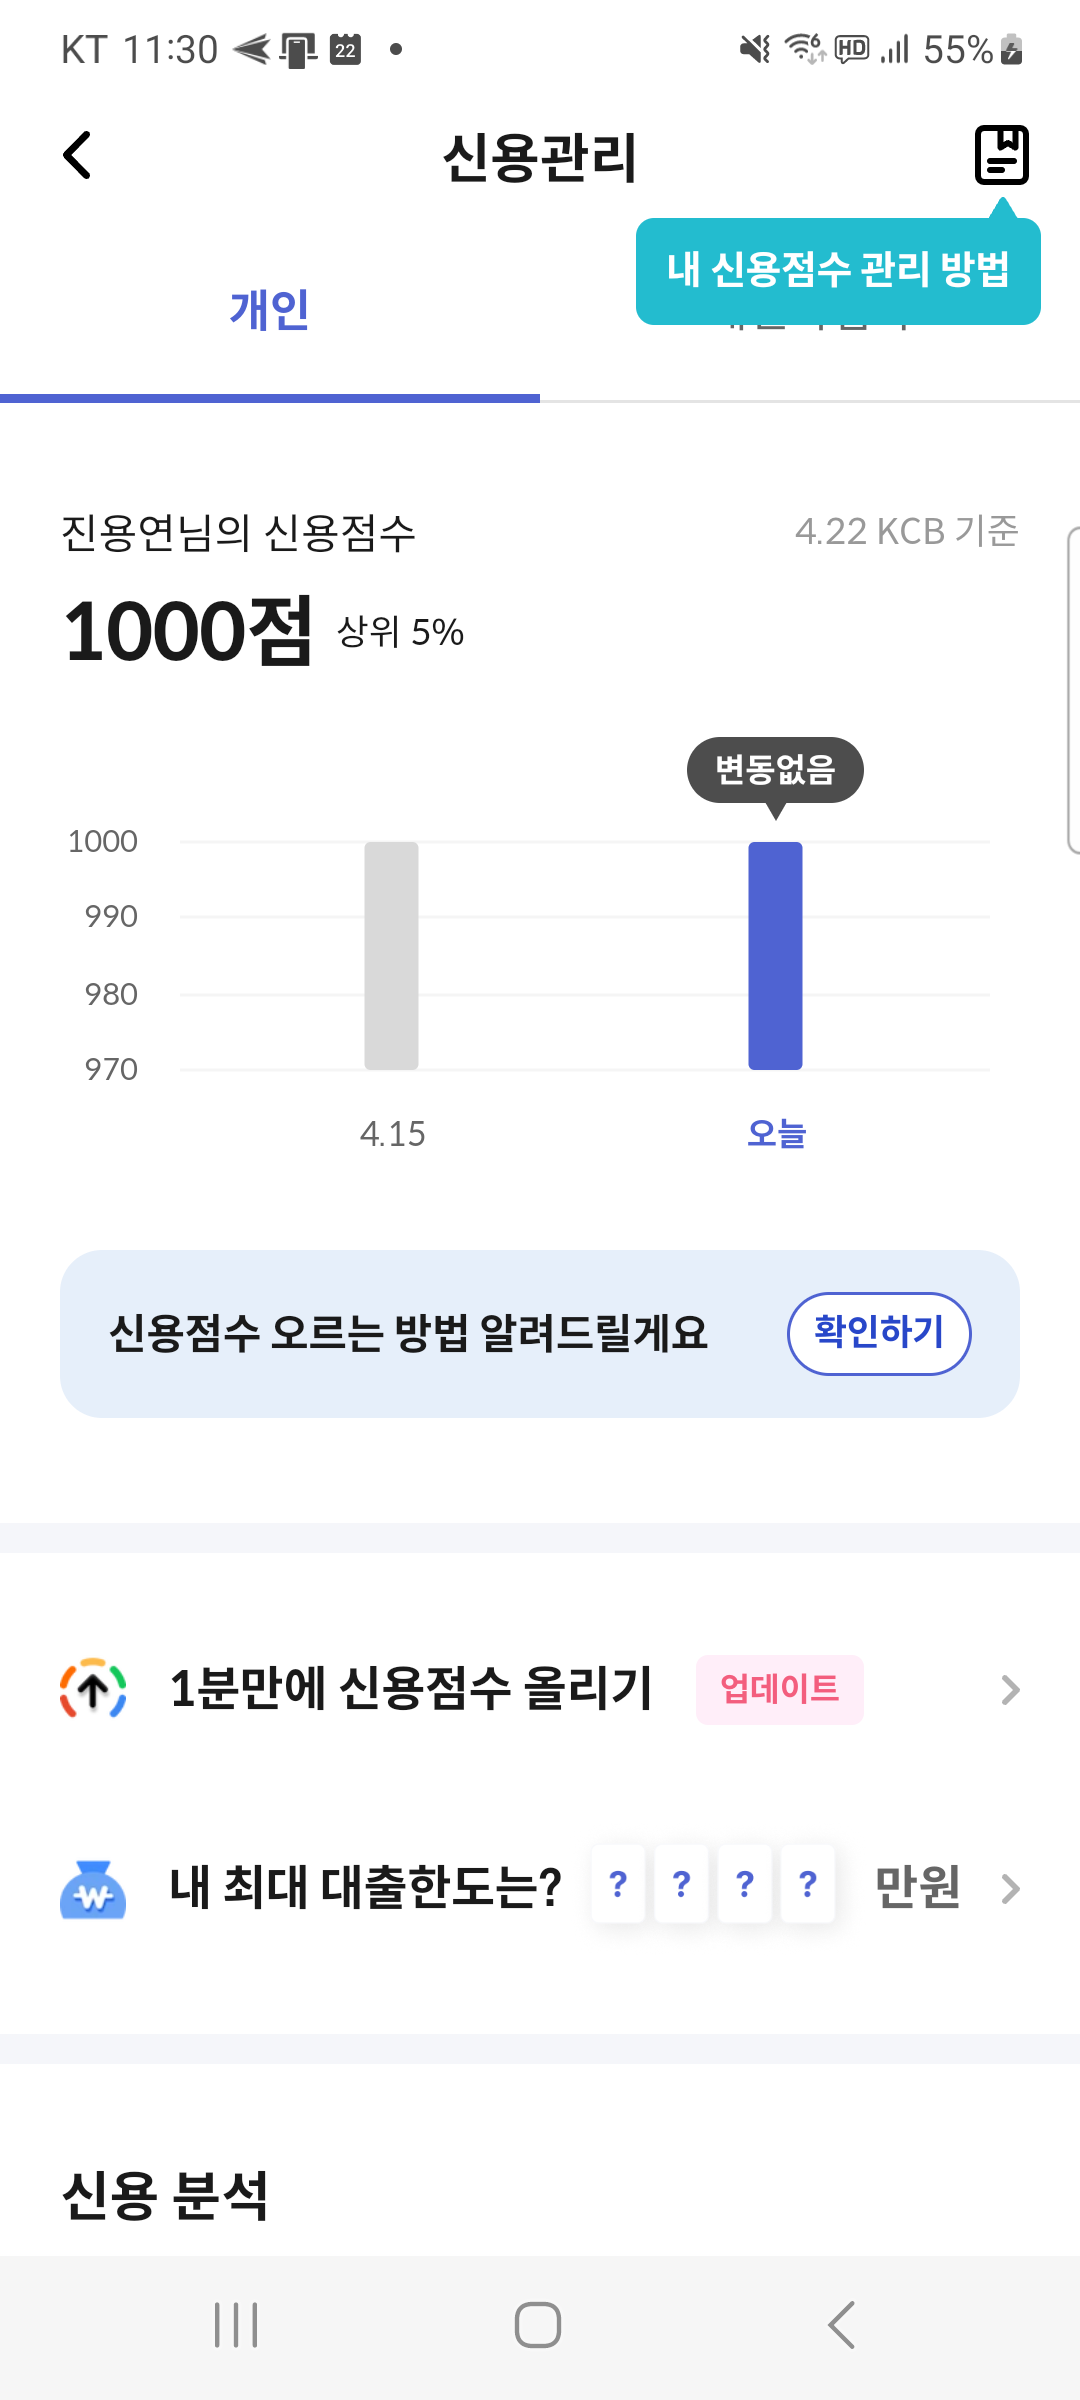 KT 11:30 22 6 HD 55%
신용관리
내 신용점수 관리 방법
개인
진용연님의 신용점수 4.22 KCB 기준
1000점 상위 5%
변동없음
1000
990
980
970
4.15 오늘
신용점수 오르는 방법 알려드릴게요 확인하기
1분만에 신용점수 올리기 업데이트
W 내 최대 대출한도는? ? ? ? ? 만원
신용 분석